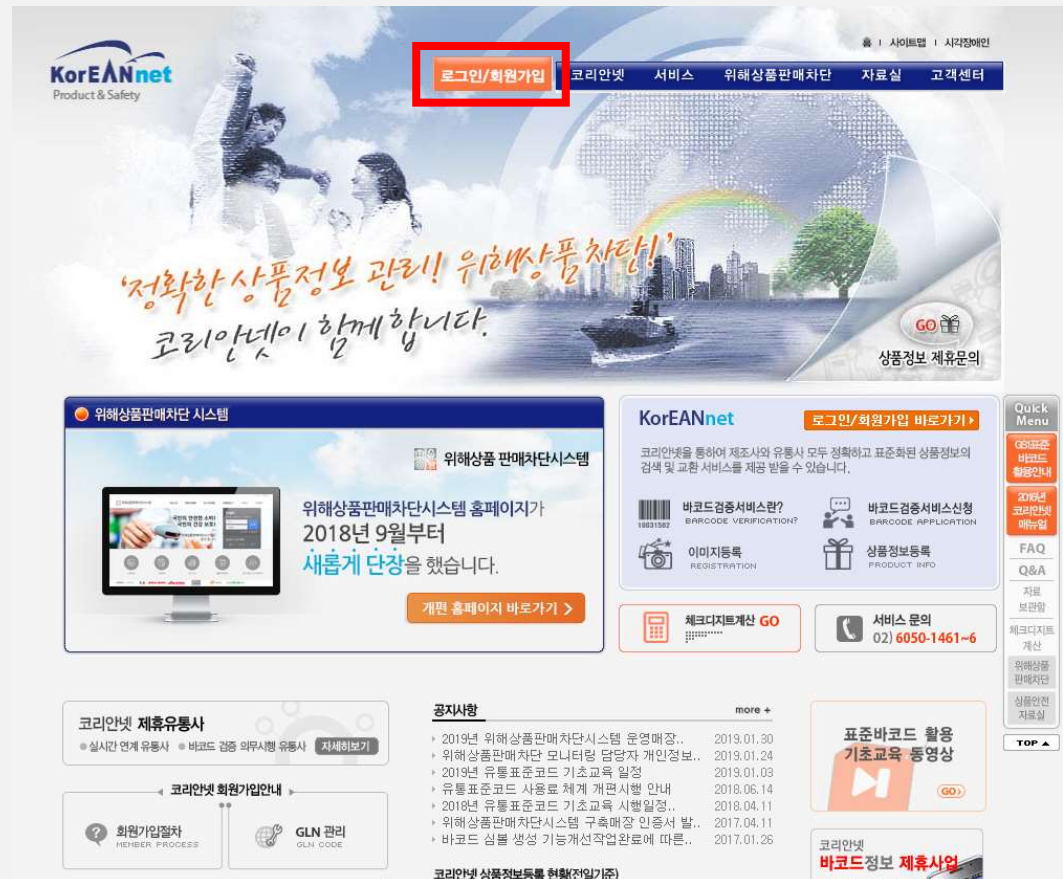 홈 | 사이트맵 | 시각장애인
KorEANnet
Product & Safety
로그인/회원가입 코리안넷 서비스 위해상품판매차단 자료실 고객센터
'정확한 상품정보 관리! 위해상품 차단!'
코리안넷이 함께 합니다.
GO
상품정보 제휴문의
위해상품판매차단 시스템
위해상품 판매차단시스템
위해상품판매차단시스템 홈페이지가
2018년 9월부터
새롭게 단장을 했습니다.
개편 홈페이지 바로가기
KorEANnet
로그인/회원가입 바로가기
코리안넷을 통하여 제조사와 유통사 모두 정확하고 표준화된 상품정보의
검색 및 교환 서비스를 제공 받을 수 있습니다.
바코드검증서비스란?
BARCODE VERIFICATION?
바코드검증서비스신청
BARCODE APPLICATION
이미지등록
REGISTRATION
상품정보등록
PRODUCT INFO
체크디지트계산 GO
서비스 문의
02) 6050-1461~6
Quick
Menu
GS1표준
바코드
활용안내
2016년
코리안넷
매뉴얼
FAQ
Q&A
자료
보관함
체크디지트
계산
위해상품
판매차단
상품안전
자료실
TOP
코리안넷 제휴유통사
실시간 연계 유통사 바코드 검증 의무시행 유통사 자세히보기
코리안넷 회원가입안내
회원가입절차
MEMBER PROCESS
GLN 관리
GLN CODE
공지사항 more +
2019년 위해상품판매차단시스템 운영매장.. 2019.01.30
위해상품판매차단 모니터링 담당자 개인정보.. 2019.01.24
2019년 유통표준코드 기초교육 일정 2019.01.03
유통표준코드 사용료 체계 개편시행 안내 2018.06.14
2018년 유통표준코드 기초교육 시행일정.. 2018.04.11
위해상품판매차단시스템 구축매장 인증서 발.. 2017.04.11
바코드 심볼 생성 기능개선작업완료에 따른.. 2017.01.26
코리안넷 상품정보등록 현황(전일기준)
표준바코드 활용
기초교육 동영상
GO
코리안넷
바코드정보 제휴사업